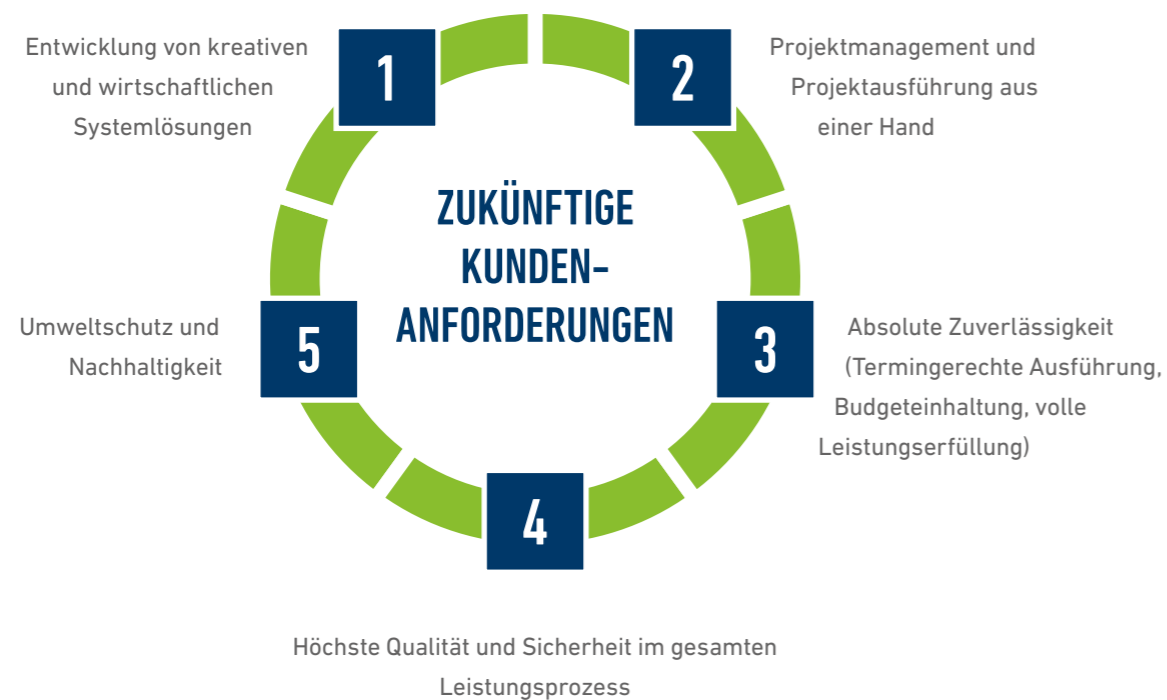 1
Entwicklung von kreativen
und wirtschaftlichen
Systemlösungen
2
Projektmanagement und
Projektausführung aus
einer Hand
ZUKÜNFTIGE
KUNDEN-
ANFORDERUNGEN
3
Absolute Zuverlässigkeit
(Termingerechte Ausführung,
Budgeteinhaltung, volle
Leistungserfüllung)
4
Höchste Qualität und Sicherheit im gesamten
Leistungsprozess
5
Umweltschutz und
Nachhaltigkeit